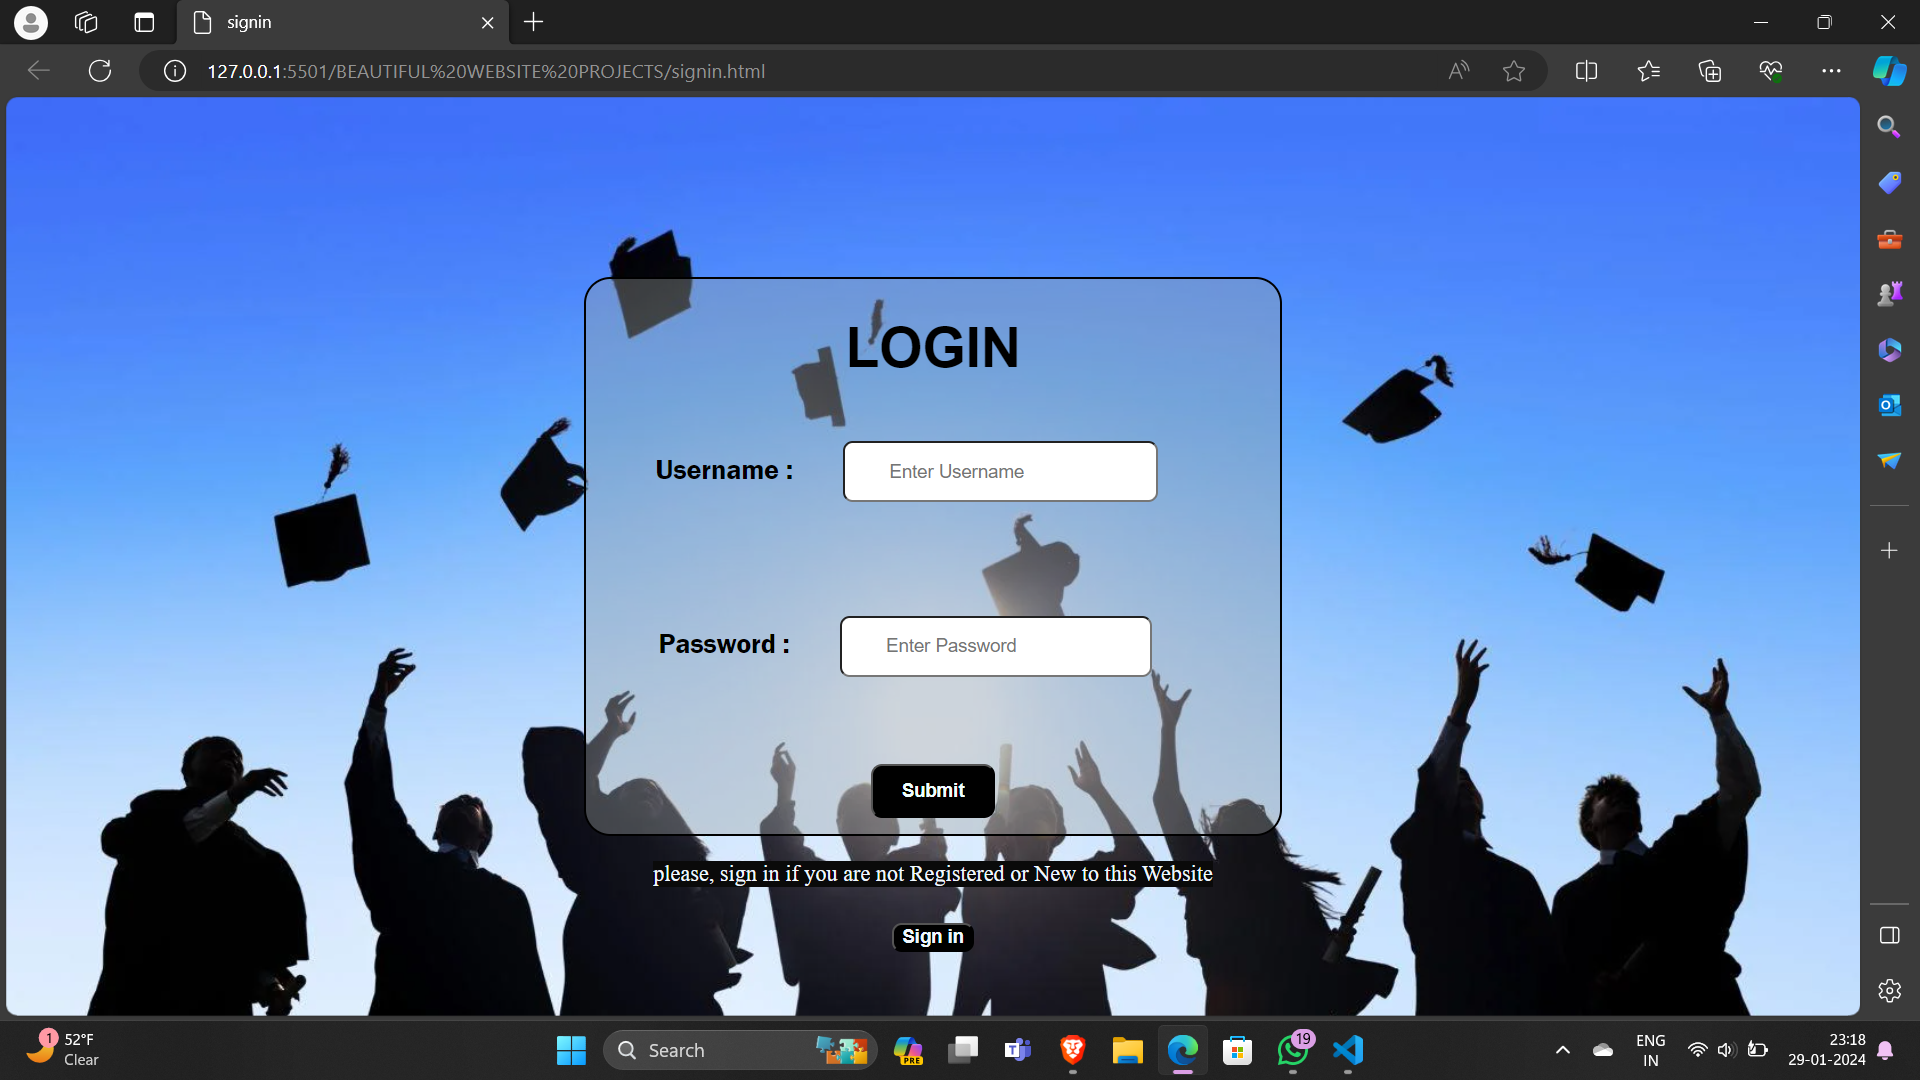 signin
127.0.0.1:5501/BEAUTIFUL%20WEBSITE%20PROJECTS/signin.html
LOGIN
Username :
Enter Username
Password :
Enter Password
Submit
please, sign in if you are not Registered or New to this Website
Sign in
1
52°F
Clear
Search
PRE
19
ENG
IN
23:18
29-01-2024